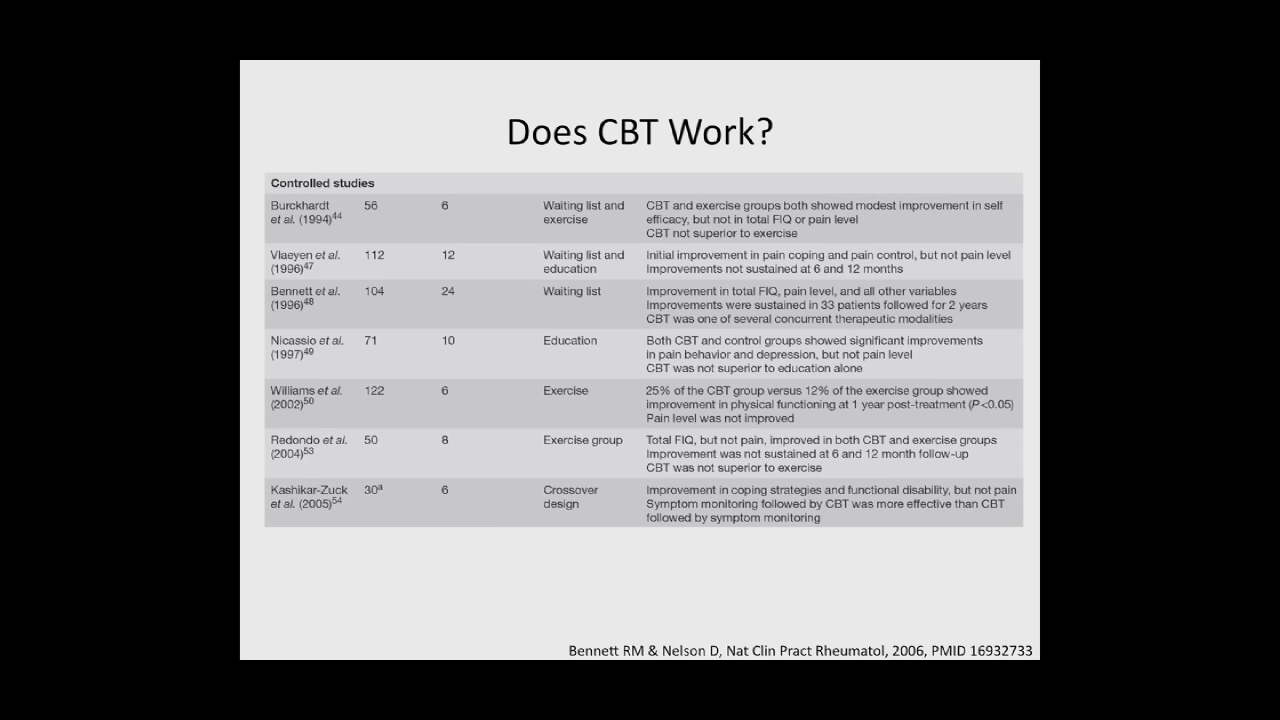 Does CBT Work?
Controlled studies
Burckhardt 56 6 Waiting list and CBT and exercise groups both showed modest improvement in self
et al. (1994)44 exercise efficacy, but not in total FIQ or pain level
CBT not superior to exercise
Vlaeyen et al. 112 12 Waiting list and Initial improvement in pain coping and pain control, but not pain level
(1996)47 education Improvements not sustained at 6 and 12 months
Bennett et al. 104 24 Waiting list Improvement in total FIQ, pain level, and all other variables
(1996)48 Improvements were sustained in 33 patients followed for 2 years
CBT was one of several concurrent therapeutic modalities
Nicassio et al. 71 10 Education Both CBT and control groups showed significant improvements
(1997)49 in pain behavior and depression, but not pain level
CBT was not superior to education alone
Williams et al. 122 6 Exercise 25% of the CBT group versus 12% of the exercise group showed
(2002)50 improvement in physical functioning at 1 year post-treatment (P<0.05)
Pain level was not improved
Redondo et al. 50 8 Exercise group Total FIQ, but not pain, improved in both CBT and exercise groups
(2004)53 Improvement was not sustained at 6 and 12 month follow-up
CBT was not superior to exercise
Kashikar-Zuck 30a 6 Crossover Improvement in coping strategies and functional disability, but not pain
et al. (2005)54 design Symptom monitoring followed by CBT was more effective than CBT
followed by symptom monitoring
Bennett RM & Nelson D, Nat Clin Pract Rheumatol, 2006, PMID 16932733